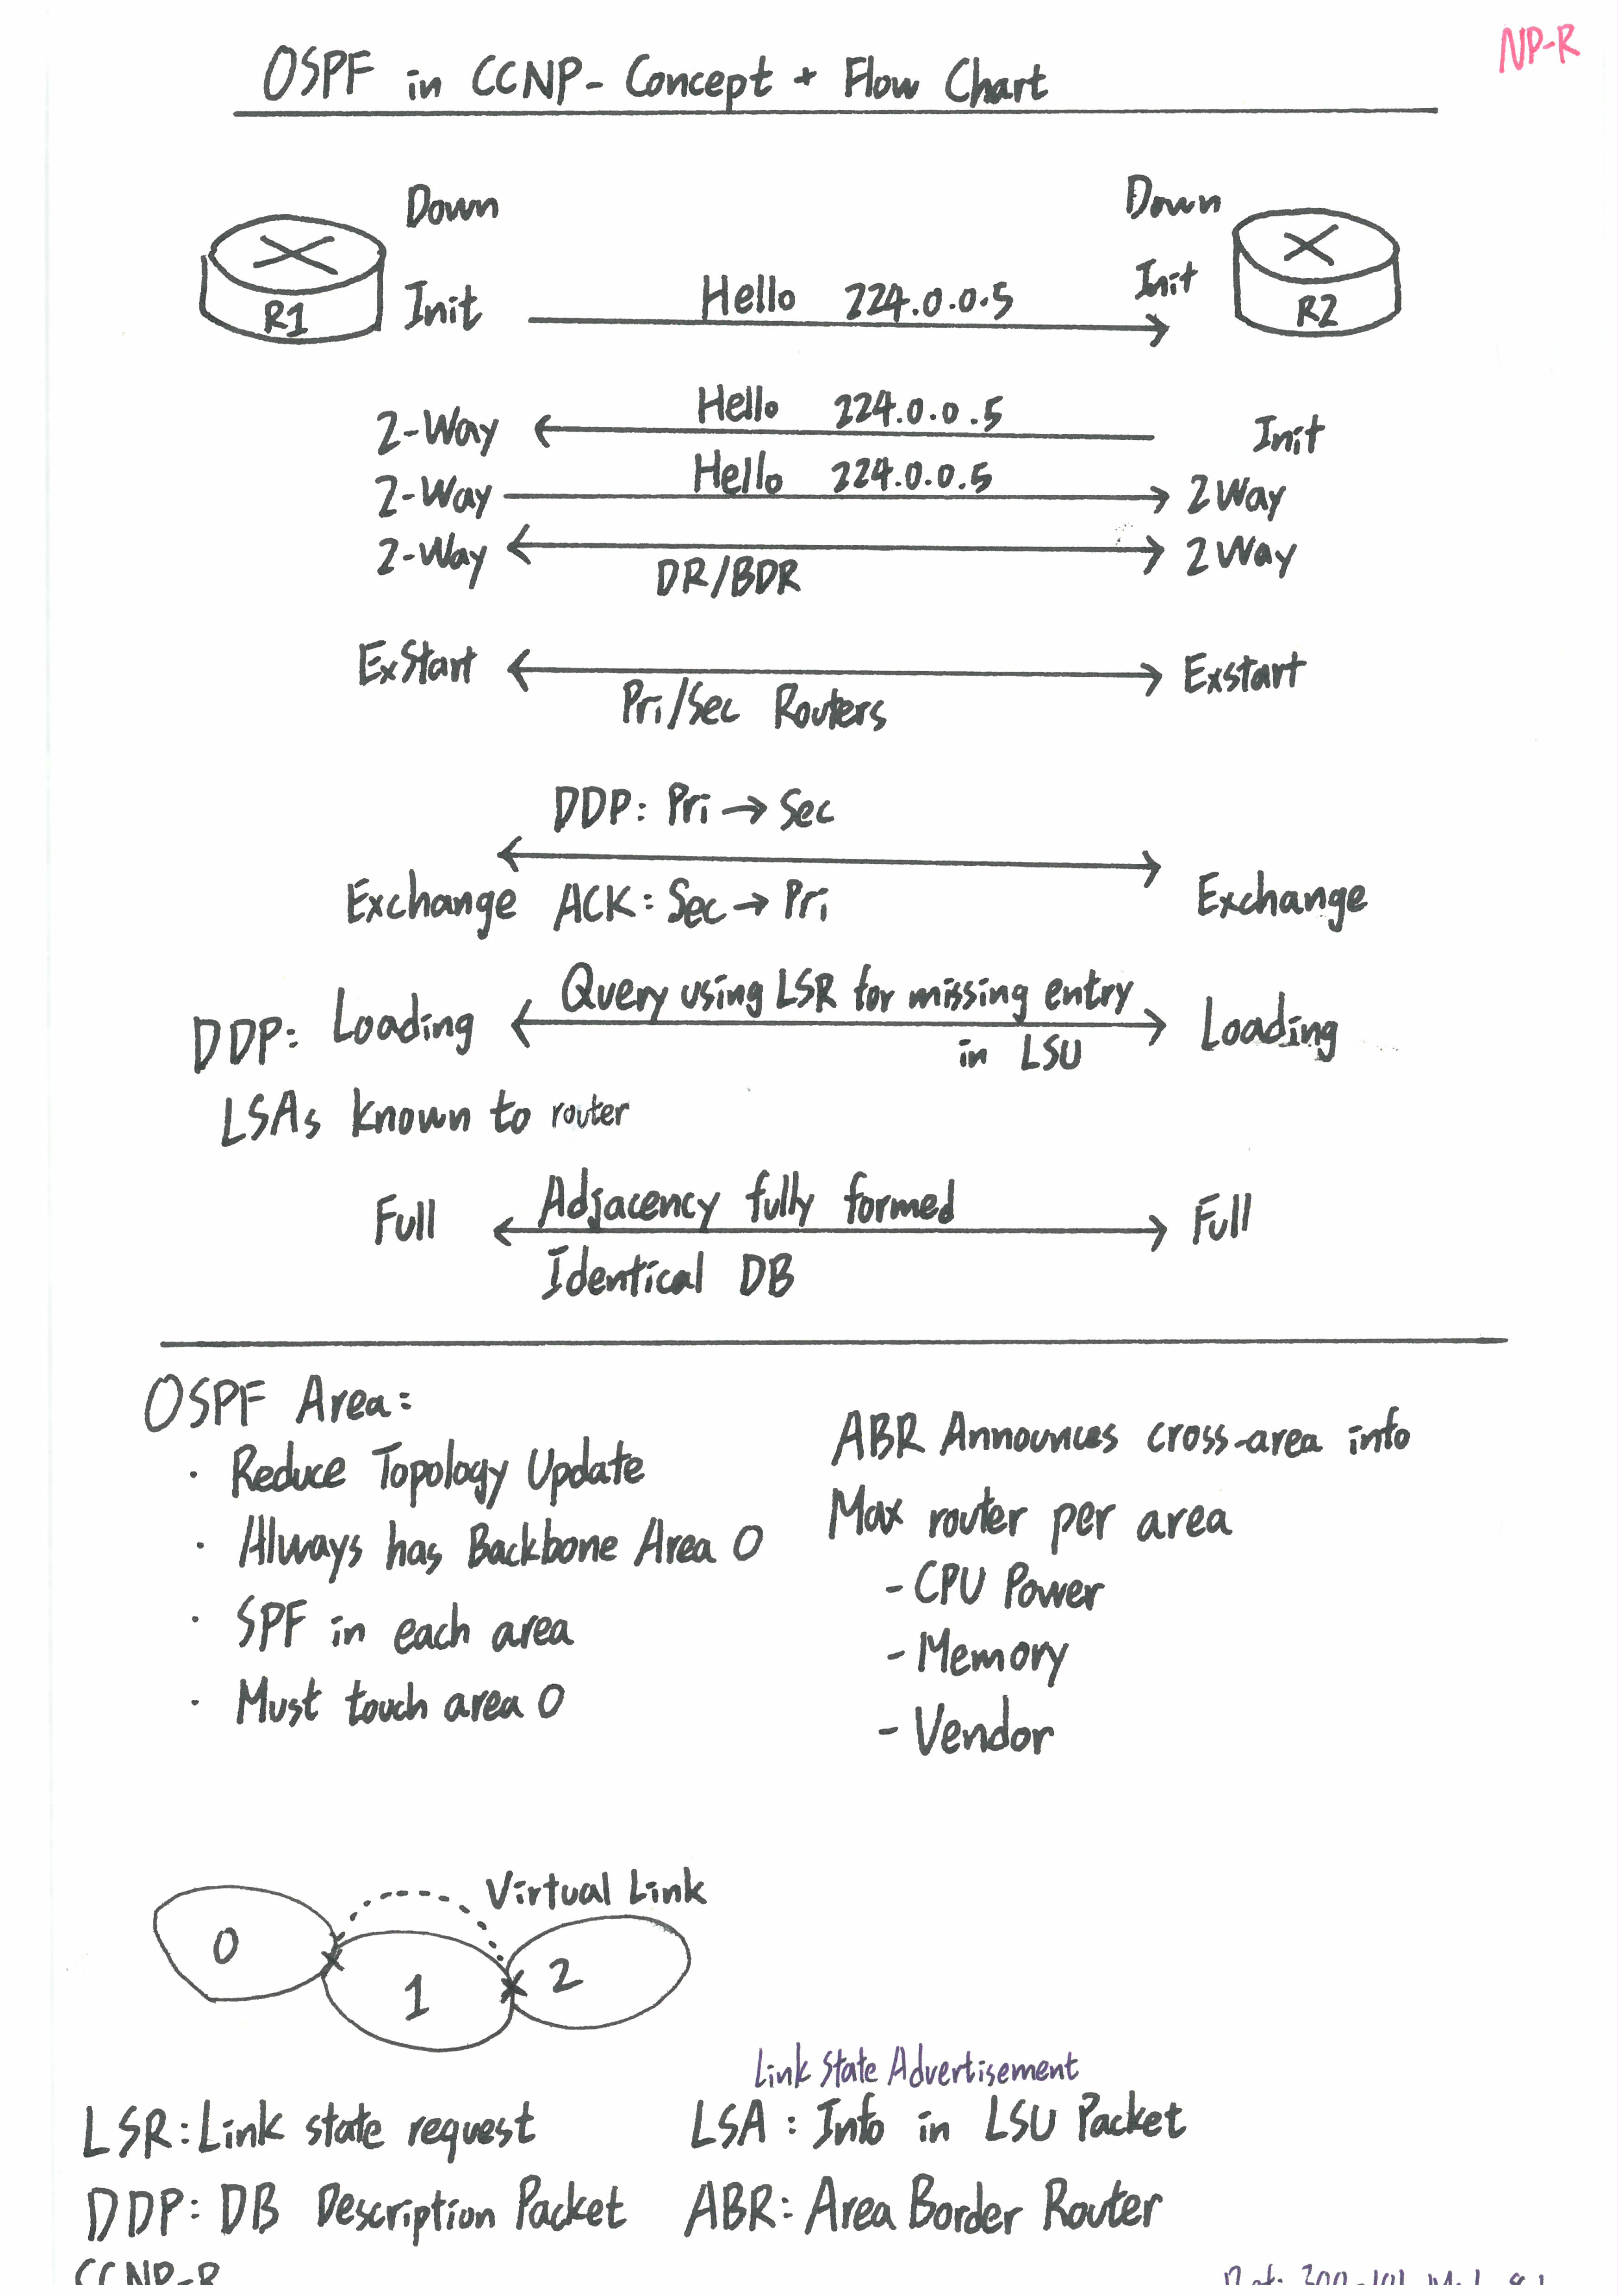 NP-R
OSPF in CCNP - Concept + Flow Chart
Down Down
R1 Init Hello 224.0.0.5 Init R2
2-Way Hello 224.0.0.5 Init
2-Way Hello 224.0.0.5 2Way
2-Way DR/BDR 2Way
ExStart Exstart
Pri/Sec Routers
DDP: Pri → Sec
Exchange ACK: Sec → Pri Exchange
Query using LSR for missing entry
DDP: Loading in LSU Loading
LSAs known to router
Full Adjacency fully formed Full
Identical DB
OSPF Area:
· Reduce Topology Update
· Always has Backbone Area 0
· SPF in each area
· Must touch area 0
ABR Announces cross-area info
Max router per area
- CPU Power
- Memory
- Vendor
Virtual Link
0 1 2
Link State Advertisement
LSR: Link state request LSA: Info in LSU Packet
DDP: DB Description Packet ABR: Area Border Router
CCNP-R